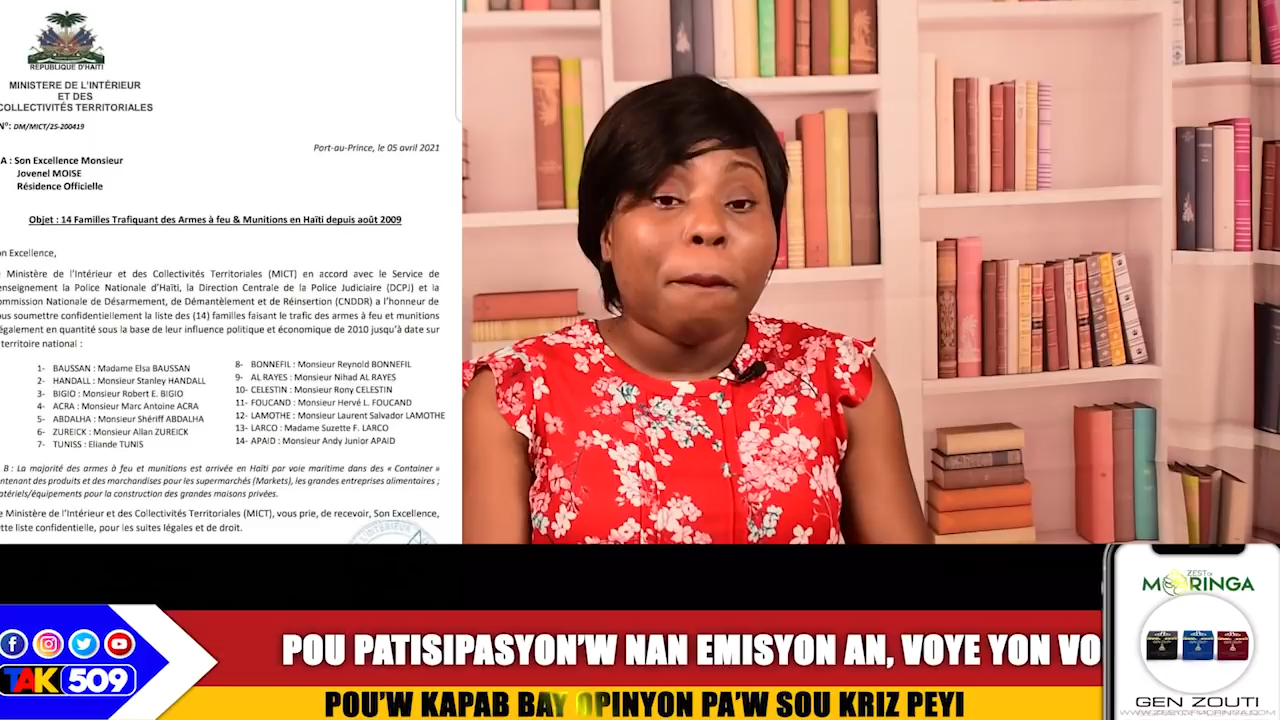 RÉPUBLIQUE D'HAÏTI
MINISTERE DE L'INTÉRIEUR
ET DES
COLLECTIVITÉS TERRITORIALES
N°: DM/MICT/25-200419
Port-au-Prince, le 05 avril 2021
A : Son Excellence Monsieur
Jovenel MOISE
Résidence Officielle
Objet : 14 Familles Trafiquant des Armes à feu & Munitions en Haïti depuis août 2009
on Excellence,
e Ministère de l'Intérieur et des Collectivités Territoriales (MICT) en accord avec le Service de
enseignement la Police Nationale d'Haïti, la Direction Centrale de la Police Judiciaire (DCPJ) et la
ommission Nationale de Désarmement, de Démantèlement et de Réinsertion (CNDDR) a l'honneur de
ous soumettre confidentiellement la liste des (14) familles faisant le trafic des armes à feu et munitions
également en quantité sous la base de leur influence politique et économique de 2010 jusqu'à date sur
territoire national :
1- BAUSSAN : Madame Elsa BAUSSAN
2- HANDALL : Monsieur Stanley HANDALL
3- BIGIO : Monsieur Robert E. BIGIO
4- ACRA : Monsieur Marc Antoine ACRA
5- ABDALHA : Monsieur Shériff ABDALHA
6- ZUREICK : Monsieur Allan ZUREICK
7- TUNISS : Eliande TUNIS
8- BONNEFIL : Monsieur Reynold BONNEFIL
9- AL RAYES : Monsieur Nihad AL RAYES
10- CELESTIN : Monsieur Rony CELESTIN
11- FOUCAND : Monsieur Hervé L. FOUCAND
12- LAMOTHE : Monsieur Laurent Salvador LAMOTHE
13- LARCO : Madame Suzette F. LARCO
14- APAID : Monsieur Andy Junior APAID
B : La majorité des armes à feu et munitions est arrivée en Haïti par voie maritime dans des « Container »
ntenant des produits et des marchandises pour les supermarchés (Markets), les grandes entreprises alimentaires ;
atériels/équipements pour la construction des grandes maisons privées.
e Ministère de l'Intérieur et des Collectivités Territoriales (MICT), vous prie, de recevoir, Son Excellence,
ette liste confidentielle, pour les suites légales et de droit.
POU PATISIPASYON'W NAN EMISYON AN, VOYE YON VO
POU'W KAPAB BAY OPINYON PA'W SOU KRIZ PEYI
TAK 509
ZEST OF
MORINGA
GEN ZOUTI
WWW.ZESTOFMORINGA.COM